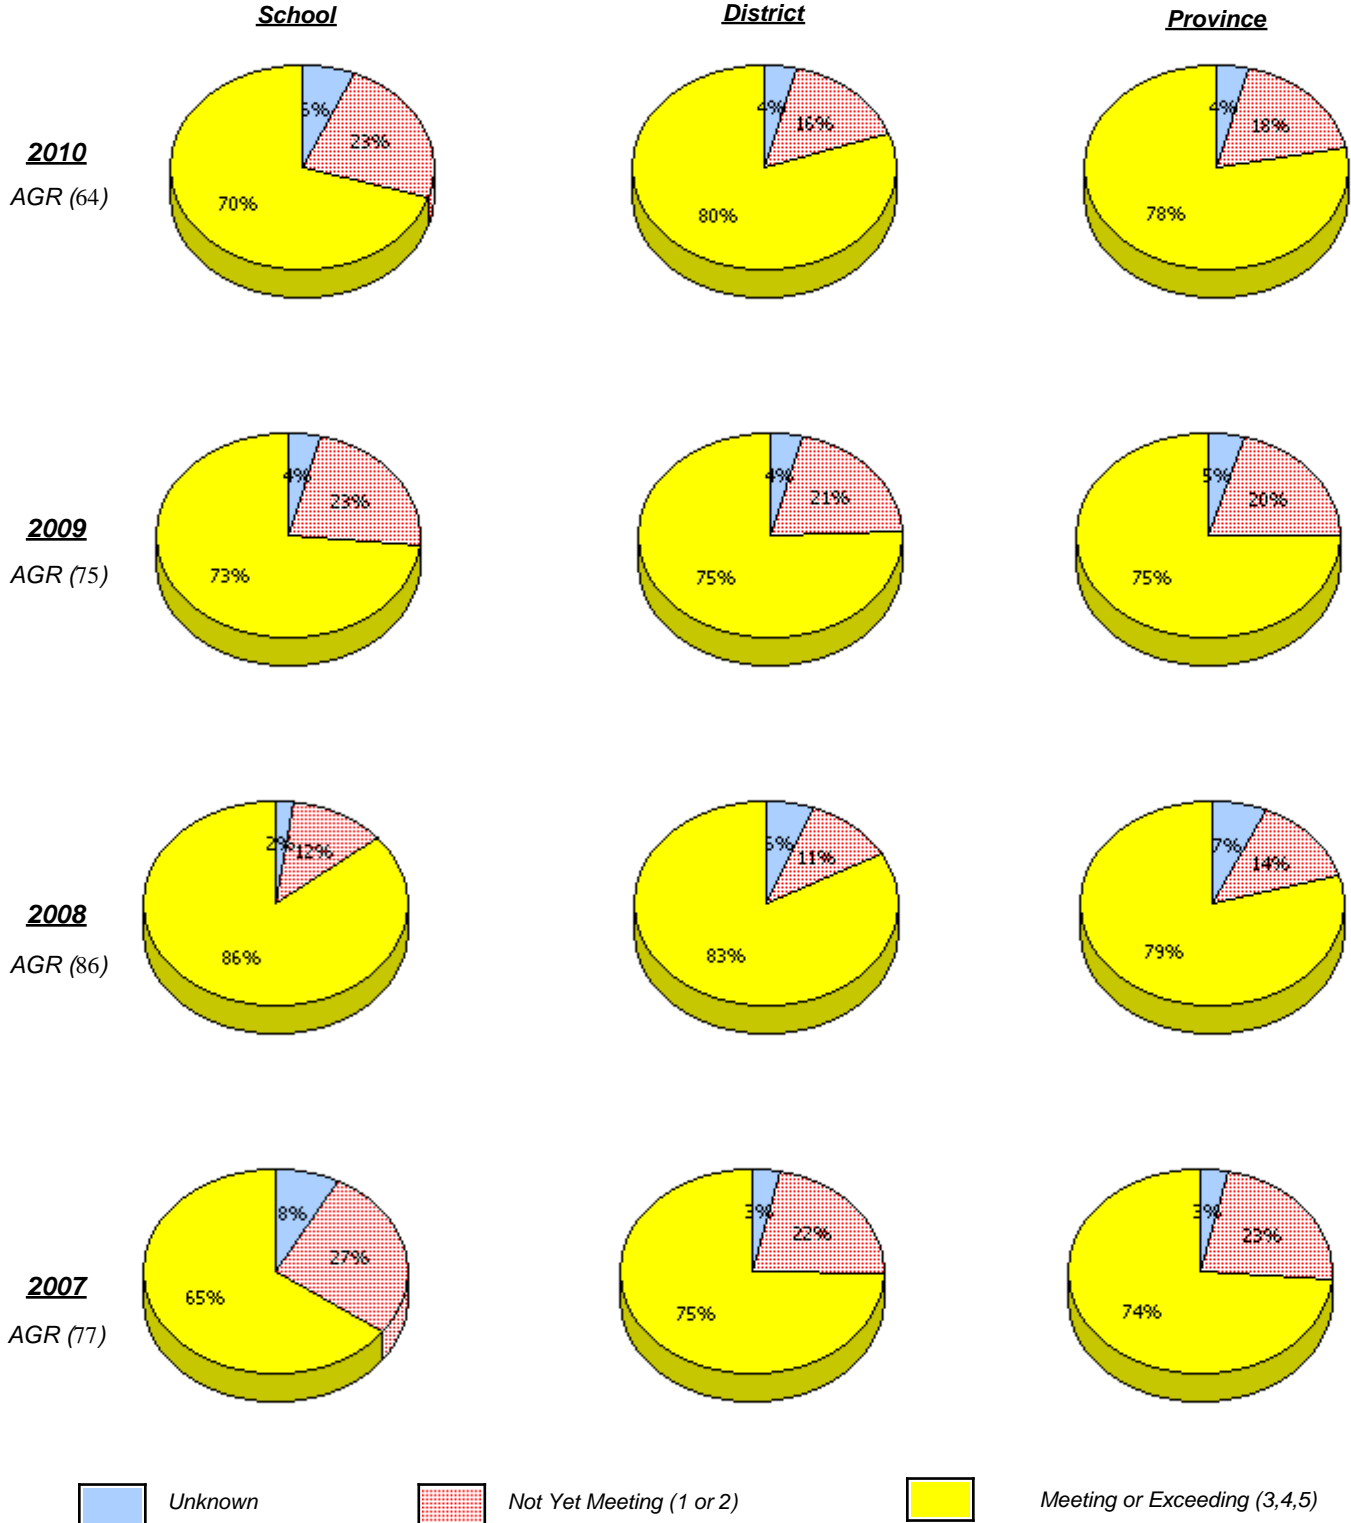 School District Province
23% 4% 16% 4% 18%
2010
AGR (64)
70% 80% 78%
4% 23% 4% 21% 5% 20%
2009
AGR (75)
73% 75% 75%
2% 12% 11% 7% 14%
2008
AGR (86)
86% 83% 79%
8% 27% 3% 22% 3% 23%
2007
AGR (77)
65% 75% 74%
Unknown Not Yet Meeting (1 or 2) Meeting or Exceeding (3,4,5)